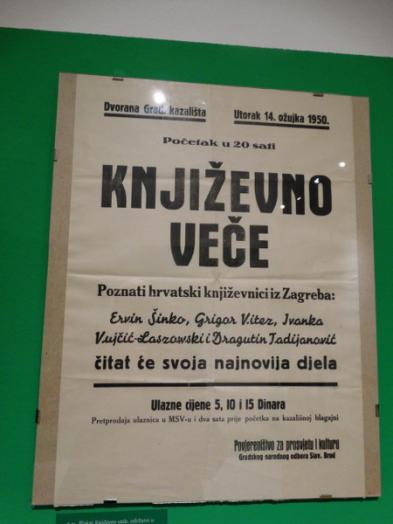 Dvorana Grad. kazališta
Utorak 14. ožujka 1950.
Početak u 20 sati
KNJIŽEVNO
VEČE
Poznati hrvatski književnici iz Zagreba:
Ervin Šinko, Grigor Vitez, Ivanka
Vujčić-Laszowski i Dragutin Tadijanović
čitat će svoja najnovija djela
Ulazne cijene 5, 10 i 15 Dinara
Pretprodaja ulaznica u MSV-u i dva sata prije početka na kazališnoj blagajni
Povjereništvo za prosvjetu i kulturu
Gradskog narodnog odbora Slav. Brod